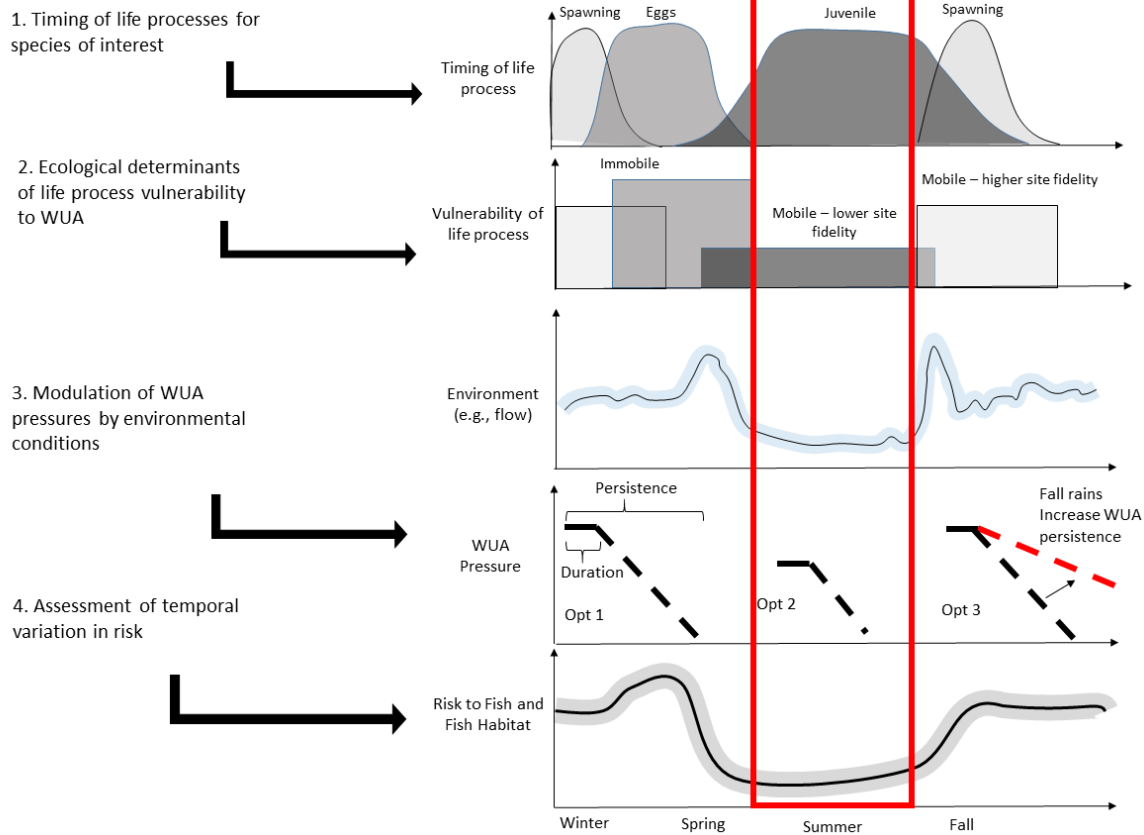 1. Timing of life processes for
species of interest
Spawning
Eggs
Juvenile
Spawning
Timing of life
process
2. Ecological determinants
of life process vulnerability
to WUA
Immobile
Mobile – higher site fidelity
Vulnerability of
life process
Mobile – lower site
fidelity
3. Modulation of WUA
pressures by environmental
conditions
Environment
(e.g., flow)
Persistence
Fall rains
Increase WUA
persistence
WUA
Pressure
Duration
Opt 1
Opt 2
Opt 3
4. Assessment of temporal
variation in risk
Risk to Fish and
Fish Habitat
Winter
Spring
Summer
Fall